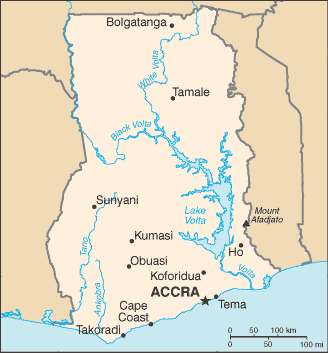 Bolgatanga
White Volta
Tamale
Black Volta
Sunyani
Lake
Volta
Mount
Afadjato
Kumasi
Tano
Ho
Obuasi
Koforidua
Volta
Ankobra
ACCRA
Tema
Cape
Coast
Takoradi
0 50 100 km
0 50 100 mi